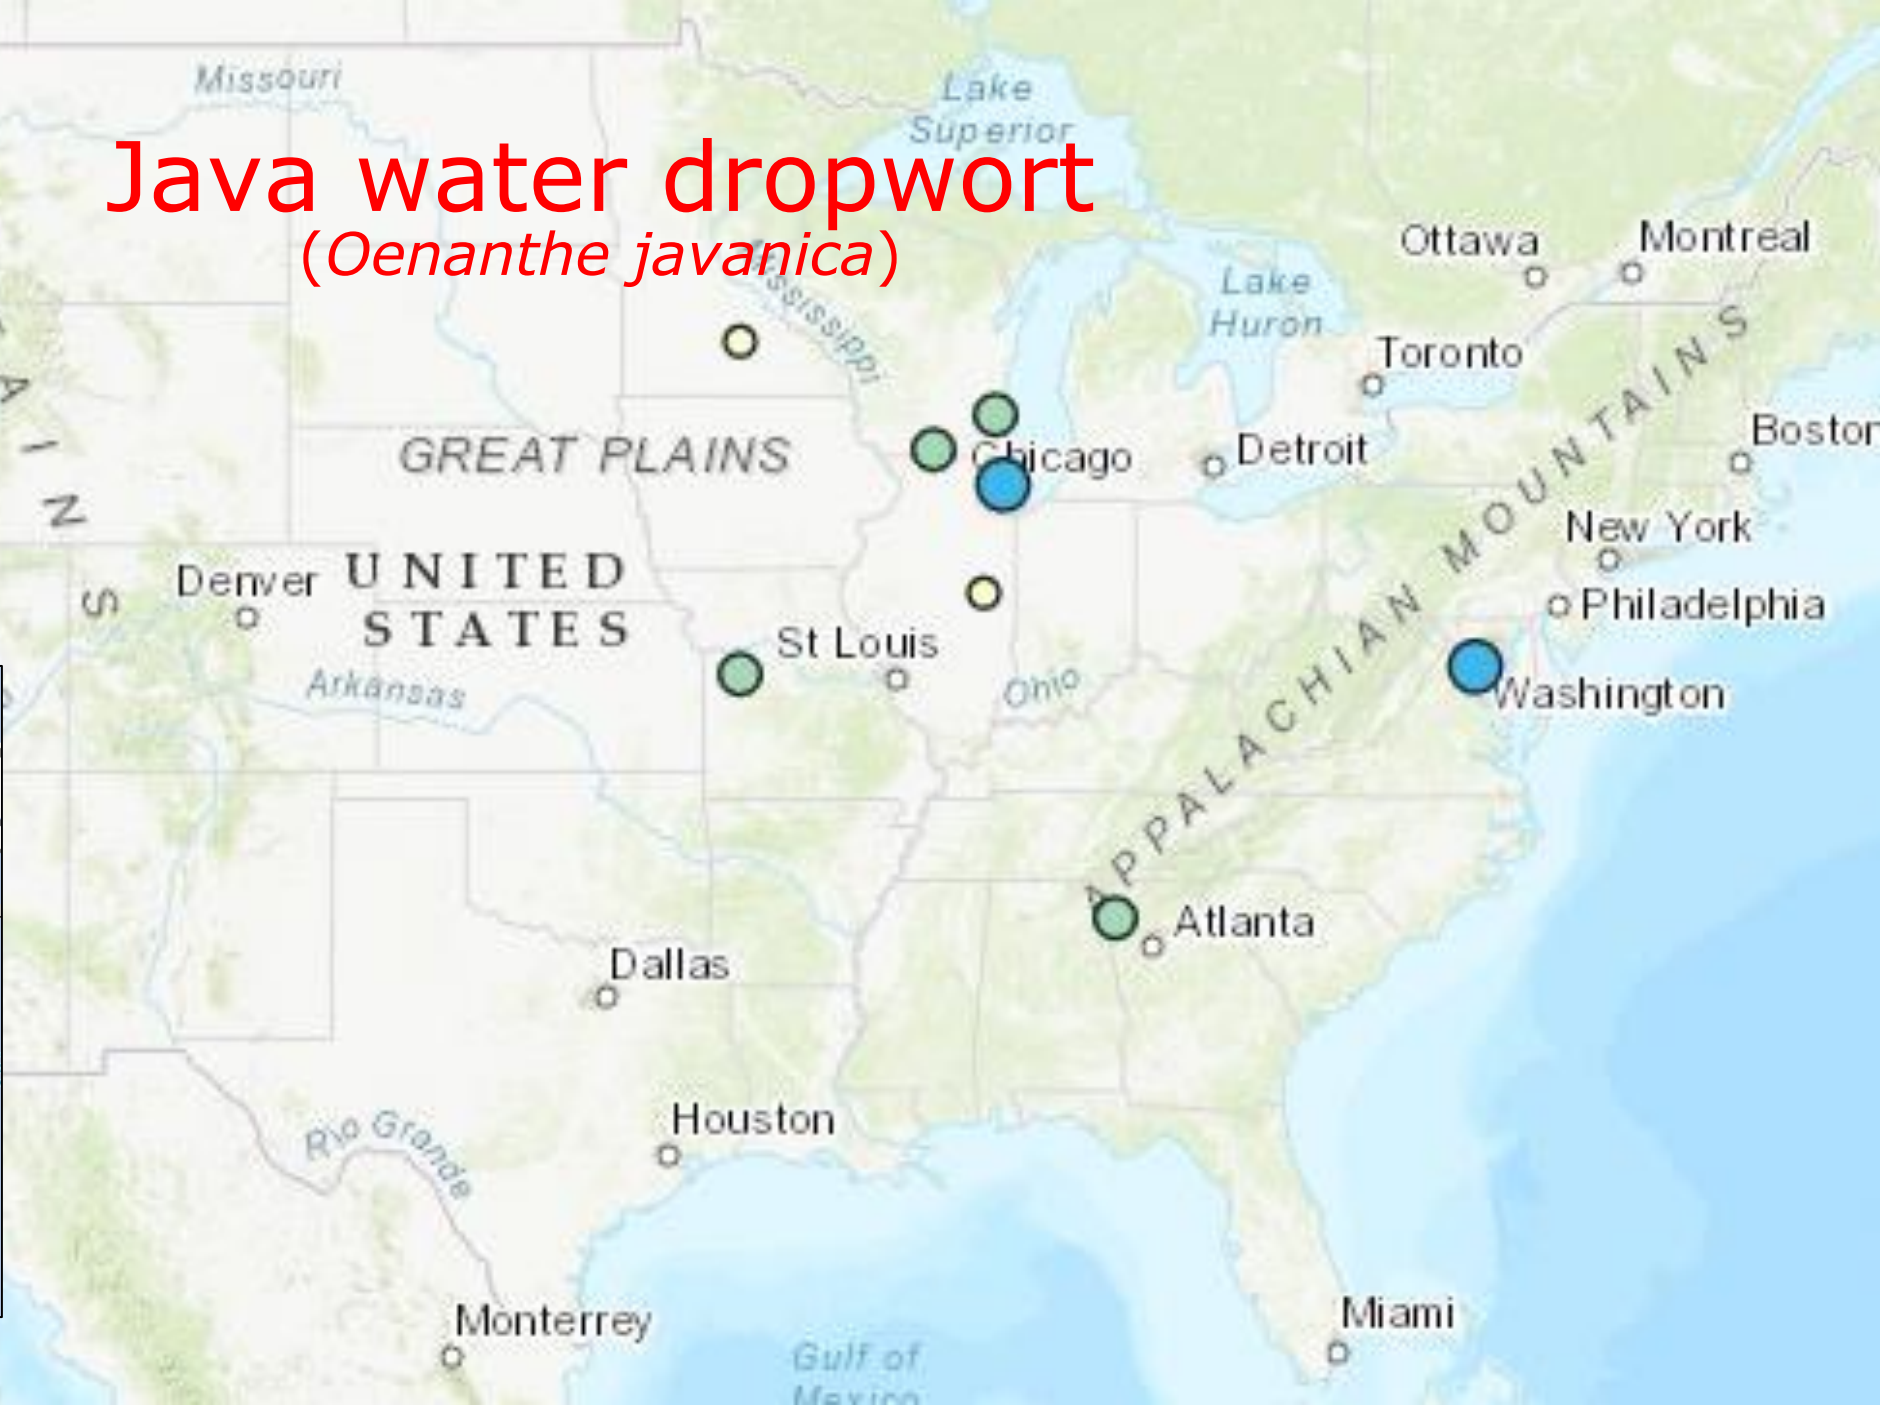 Missouri
Lake
Superior
Java water dropwort
(Oenanthe javanica)
Mississippi
Ottawa
Montreal
Lake
Huron
Toronto
GREAT PLAINS
Chicago
Detroit
Boston
New York
Philadelphia
Denver
UNITED
STATES
St Louis
Arkansas
Ohio
Washington
APPALACHIAN MOUNTAINS
Atlanta
Dallas
Houston
Rio Grande
Monterrey
Miami
Gulf of
Mexico
A I N S